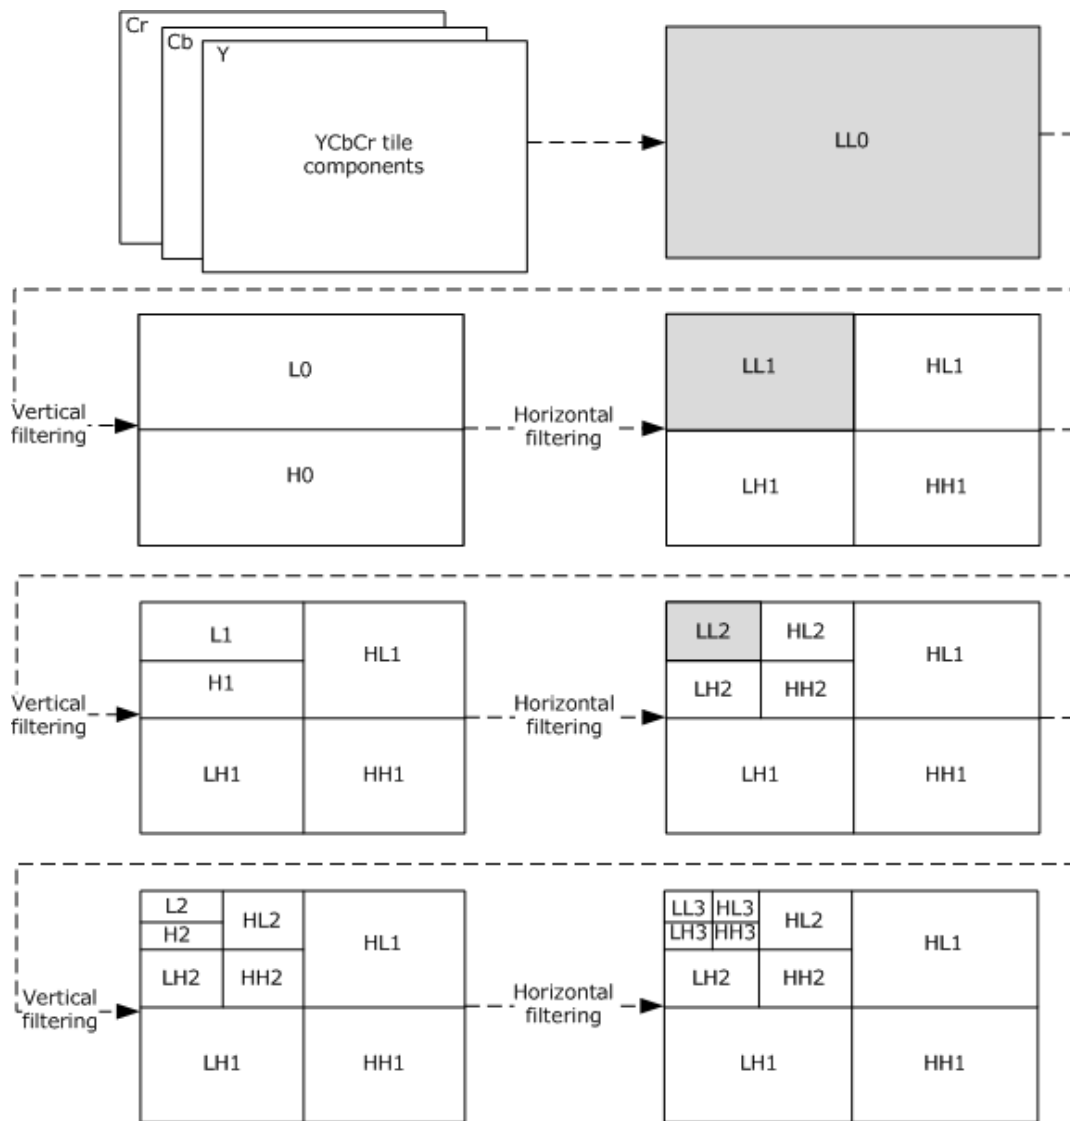 Cr
Cb
Y
YCbCr tile
components
LL0
L0
H0
Vertical
filtering
Horizontal
filtering
LL1
HL1
LH1
HH1
L1
H1
HL1
LH1
HH1
Vertical
filtering
Horizontal
filtering
LL2
HL2
LH2
HH2
HL1
LH1
HH1
L2
H2
HL2
LH2
HH2
HL1
LH1
HH1
Vertical
filtering
Horizontal
filtering
LL3
HL3
LH3
HH3
HL2
LH2
HH2
HL1
LH1
HH1